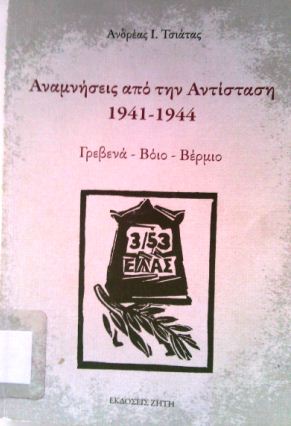 Ανδρέας Ι. Τσιάτας
Αναμνήσεις από την Αντίσταση
1941-1944
Γρεβενά - Βόιο - Βέρμιο
3/53
ΕΛΑΣ
ΕΚΔΟΣΕΙΣ ΖΗΤΗ